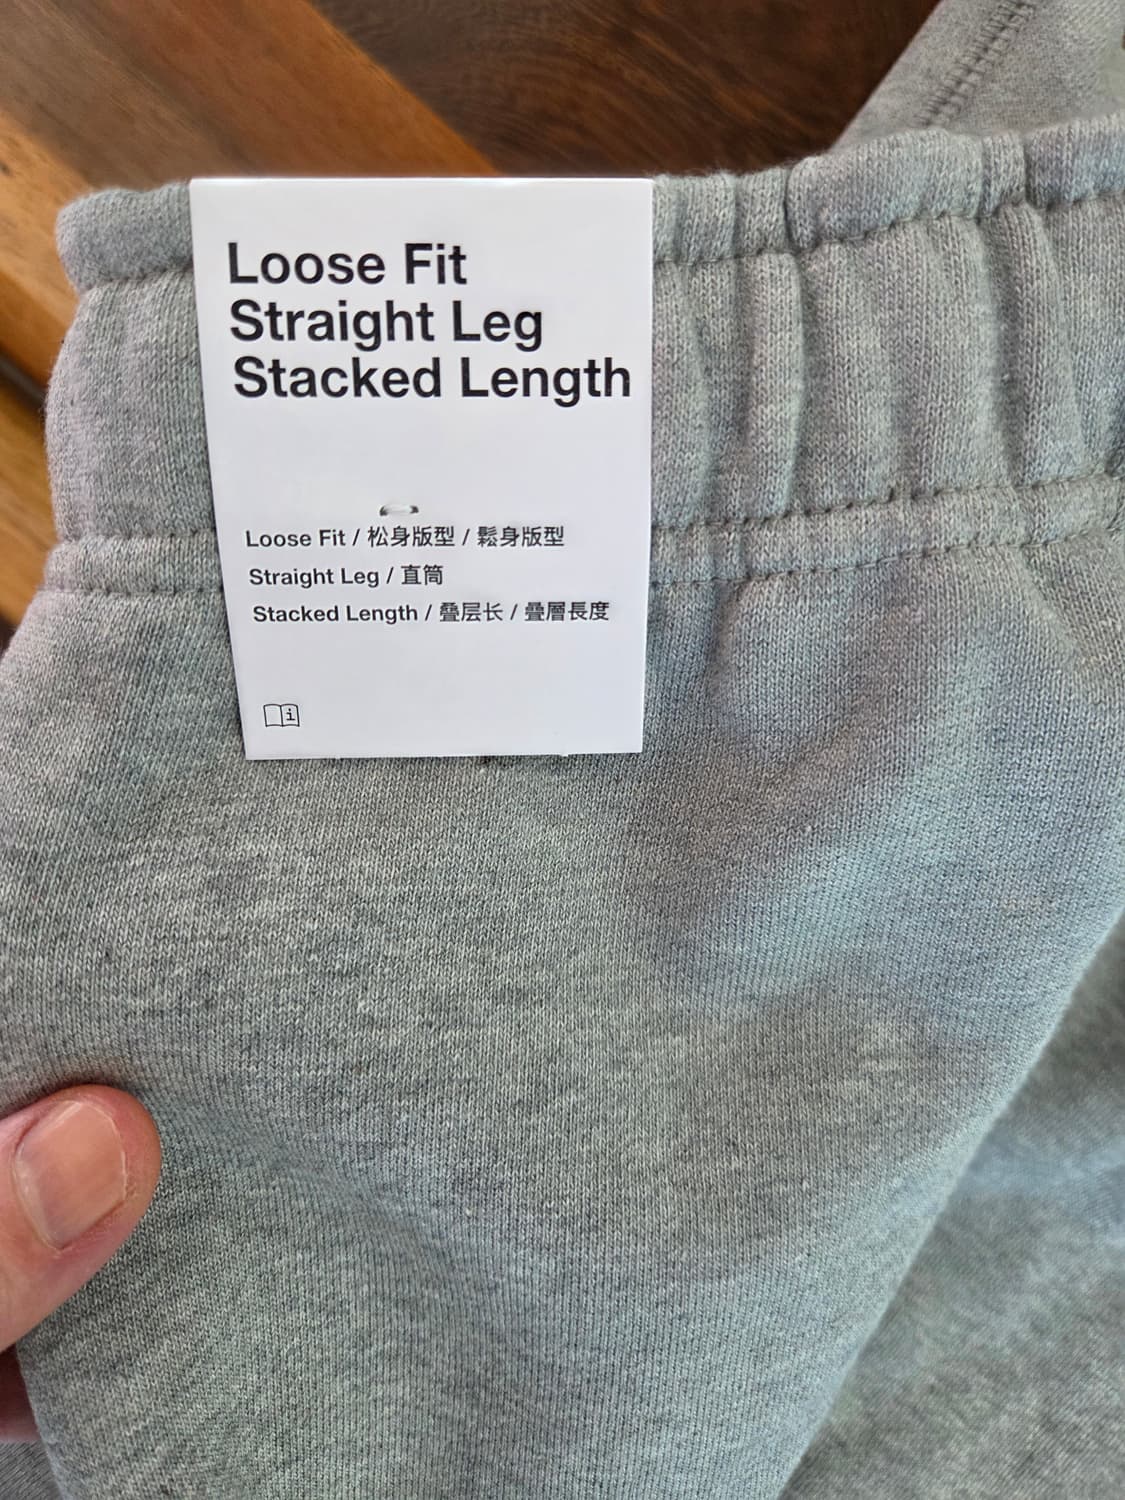 Loose Fit
Straight Leg
Stacked Length
Loose Fit / 松身版型 / 鬆身版型
Straight Leg / 直筒
Stacked Length / 叠层长 / 疊層長度
i